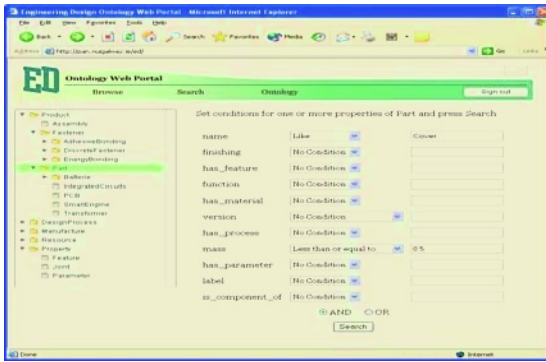 Engineering Design Ontology Web Portal - Microsoft Internet Explorer
File Edit View Favorites Tools Help
Back Search Favorites Media
Address Go Links
ED Ontology Web Portal
Browse Search Ontology Sign out
Product
Assembly
Fastener
AdhesiveBonding
DiscreteFastener
EnergyBonding
Part
Batterie
IntegratedCircuits
PCB
SmartEngine
Transformer
DesignProcess
Manufacture
Resource
Property
Feature
Joint
Parameter
Set conditions for one or more properties of Part and press Search
name Like Cover
finishing No Condition
has_feature No Condition
function No Condition
has_material No Condition
version No Condition
has_process No Condition
mass Less than or equal to 0.5
has_parameter No Condition
label No Condition
is_component_of No Condition
AND OR
Search
Done Internet